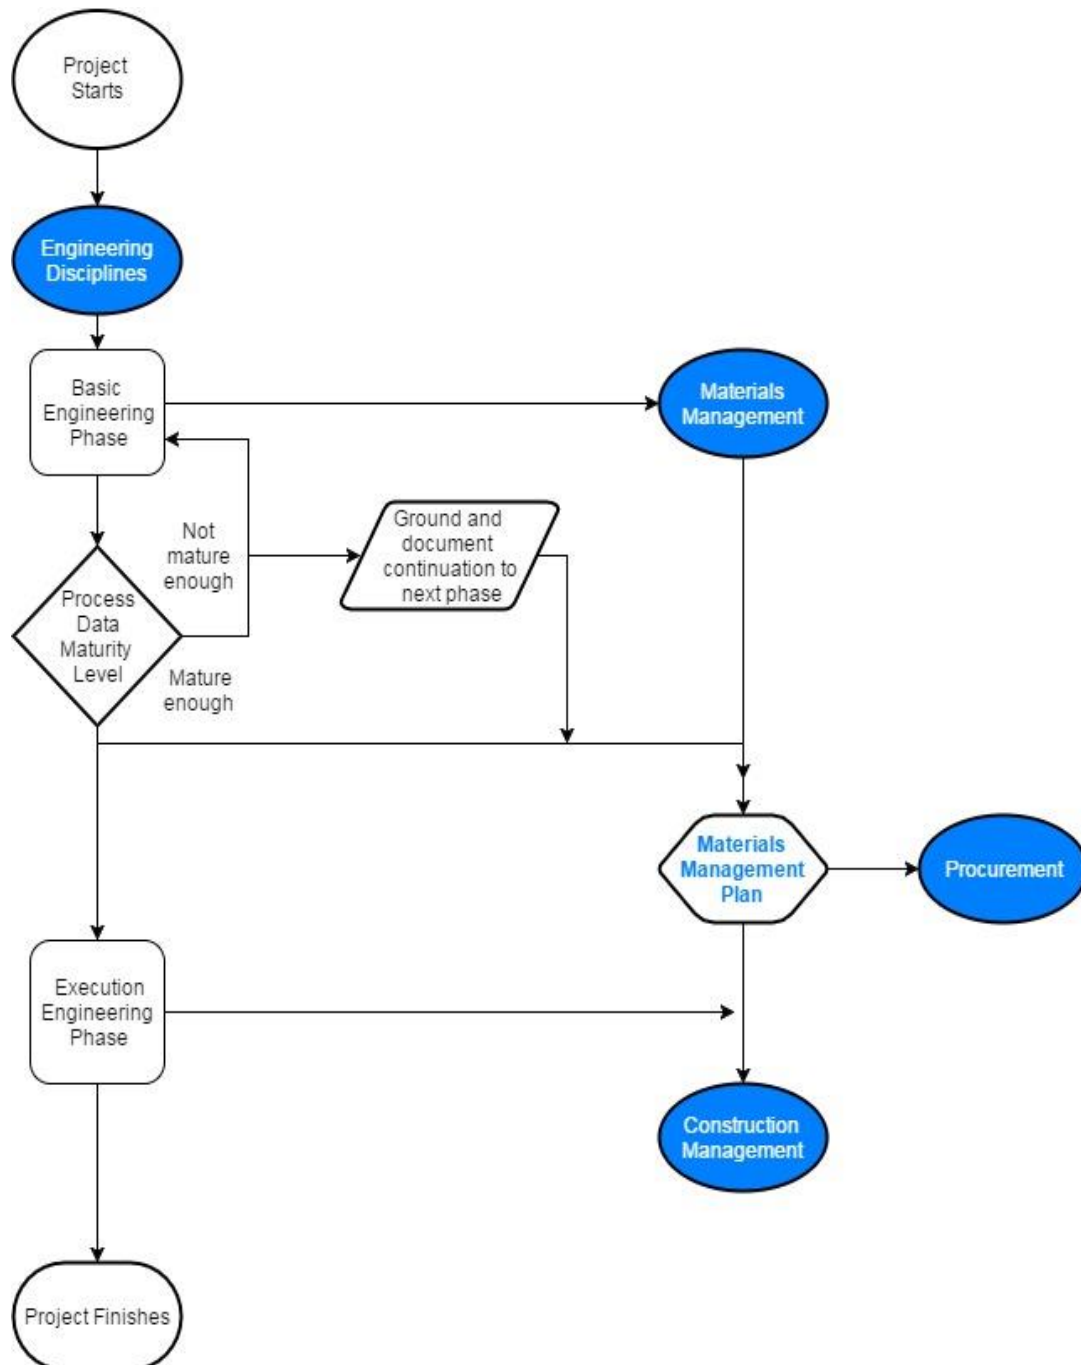 Project
Starts
Engineering
Disciplines
Basic
Engineering
Phase
Materials
Management
Not
mature
enough
Ground and
document
continuation to
next phase
Process
Data
Maturity
Level
Mature
enough
Materials
Management
Plan
Procurement
Execution
Engineering
Phase
Construction
Management
Project Finishes